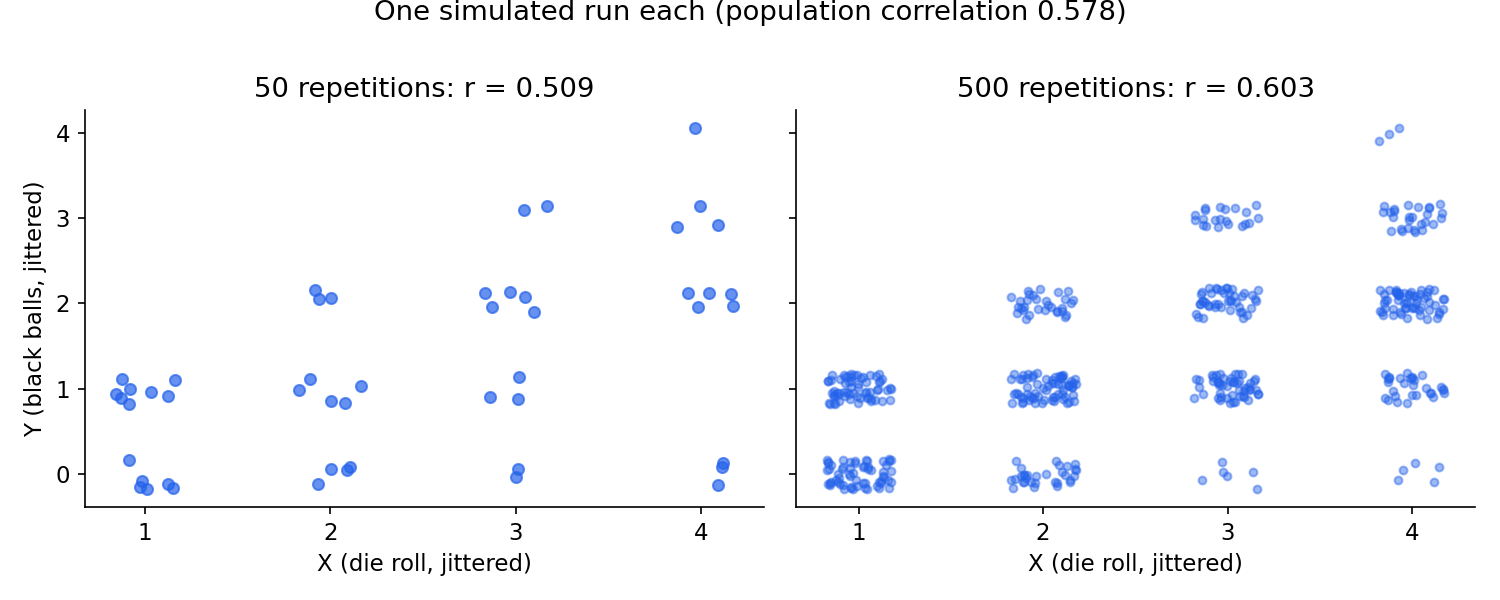 One simulated run each (population correlation 0.578)
50 repetitions: r = 0.509
500 repetitions: r = 0.603
Y (black balls, jittered)
4
3
2
1
0
1 2 3 4
1 2 3 4
X (die roll, jittered)
X (die roll, jittered)